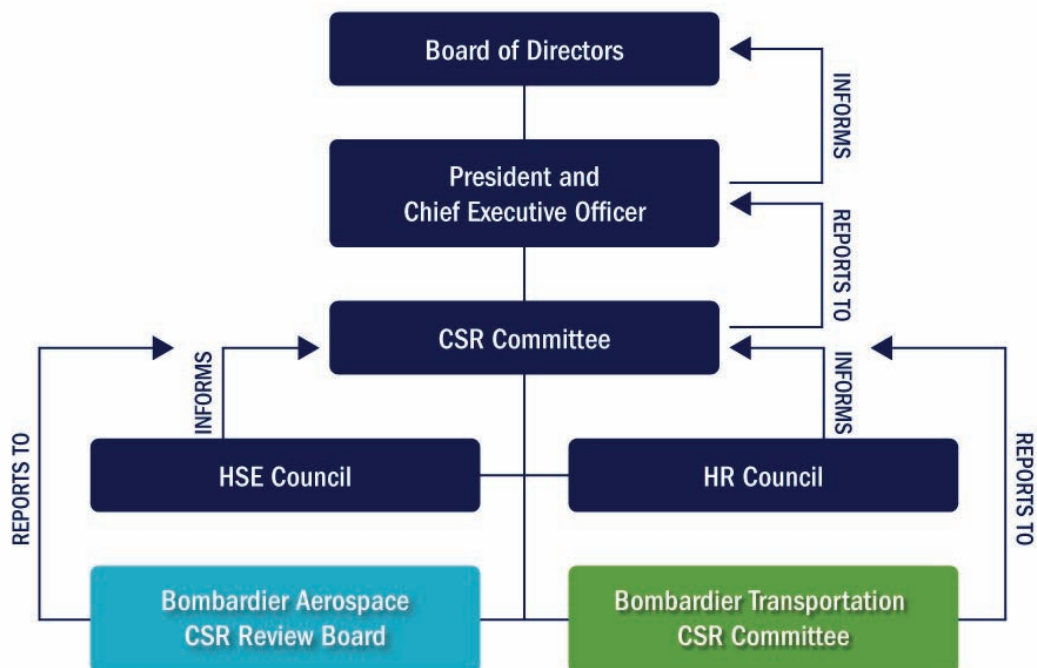 Board of Directors
INFORMS
President and
Chief Executive Officer
REPORTS TO
CSR Committee
INFORMS
INFORMS
REPORTS TO
HSE Council
HR Council
REPORTS TO
Bombardier Aerospace
CSR Review Board
Bombardier Transportation
CSR Committee